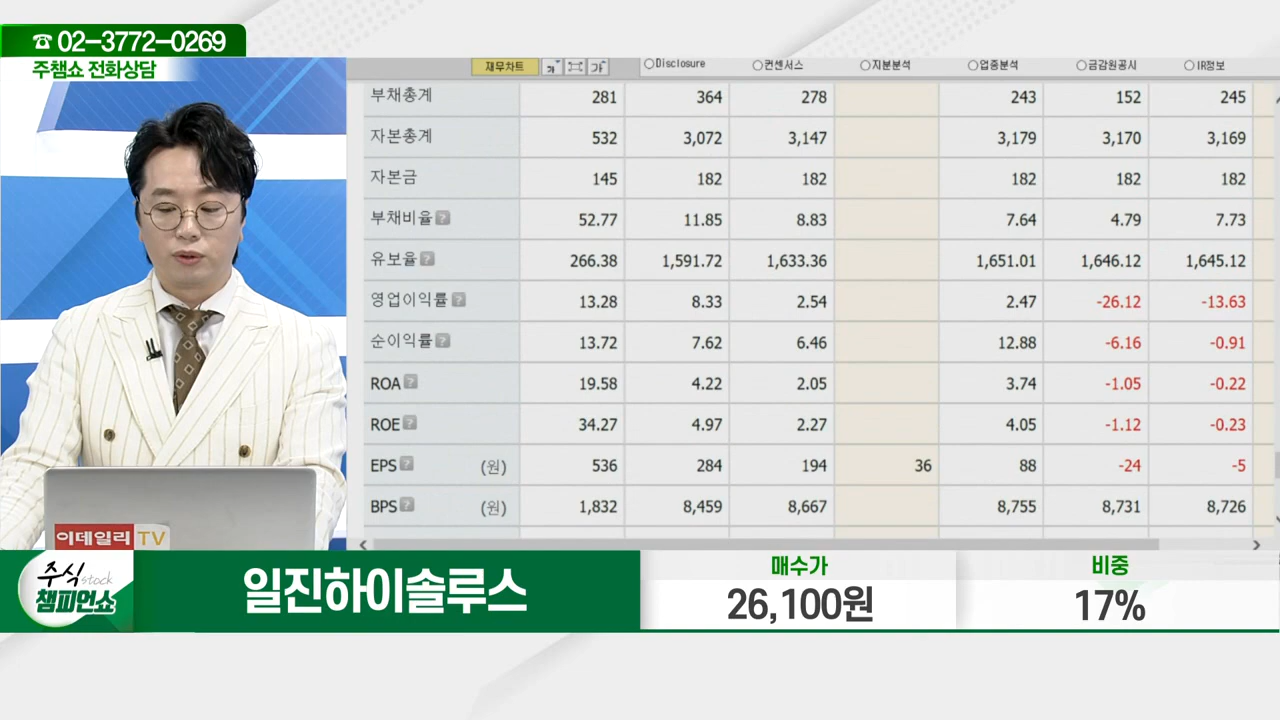 ☎ 02-3772-0269
주챔쇼 전화상담
재무차트
Disclosure 컨센서스 지분분석 업종분석 금감원공시 IR정보
부채총계 281 364 278 243 152 245
자본총계 532 3,072 3,147 3,179 3,170 3,169
자본금 145 182 182 182 182 182
부채비율 ? 52.77 11.85 8.83 7.64 4.79 7.73
유보율 ? 266.38 1,591.72 1,633.36 1,651.01 1,646.12 1,645.12
영업이익률 ? 13.28 8.33 2.54 2.47 -26.12 -13.63
순이익률 ? 13.72 7.62 6.46 12.88 -6.16 -0.91
ROA ? 19.58 4.22 2.05 3.74 -1.05 -0.22
ROE ? 34.27 4.97 2.27 4.05 -1.12 -0.23
EPS ? (원) 536 284 194 36 88 -24 -5
BPS ? (원) 1,832 8,459 8,667 8,755 8,731 8,726
이데일리 TV
주식 stock
챔피언쇼
일진하이솔루스
매수가
26,100원
비중
17%